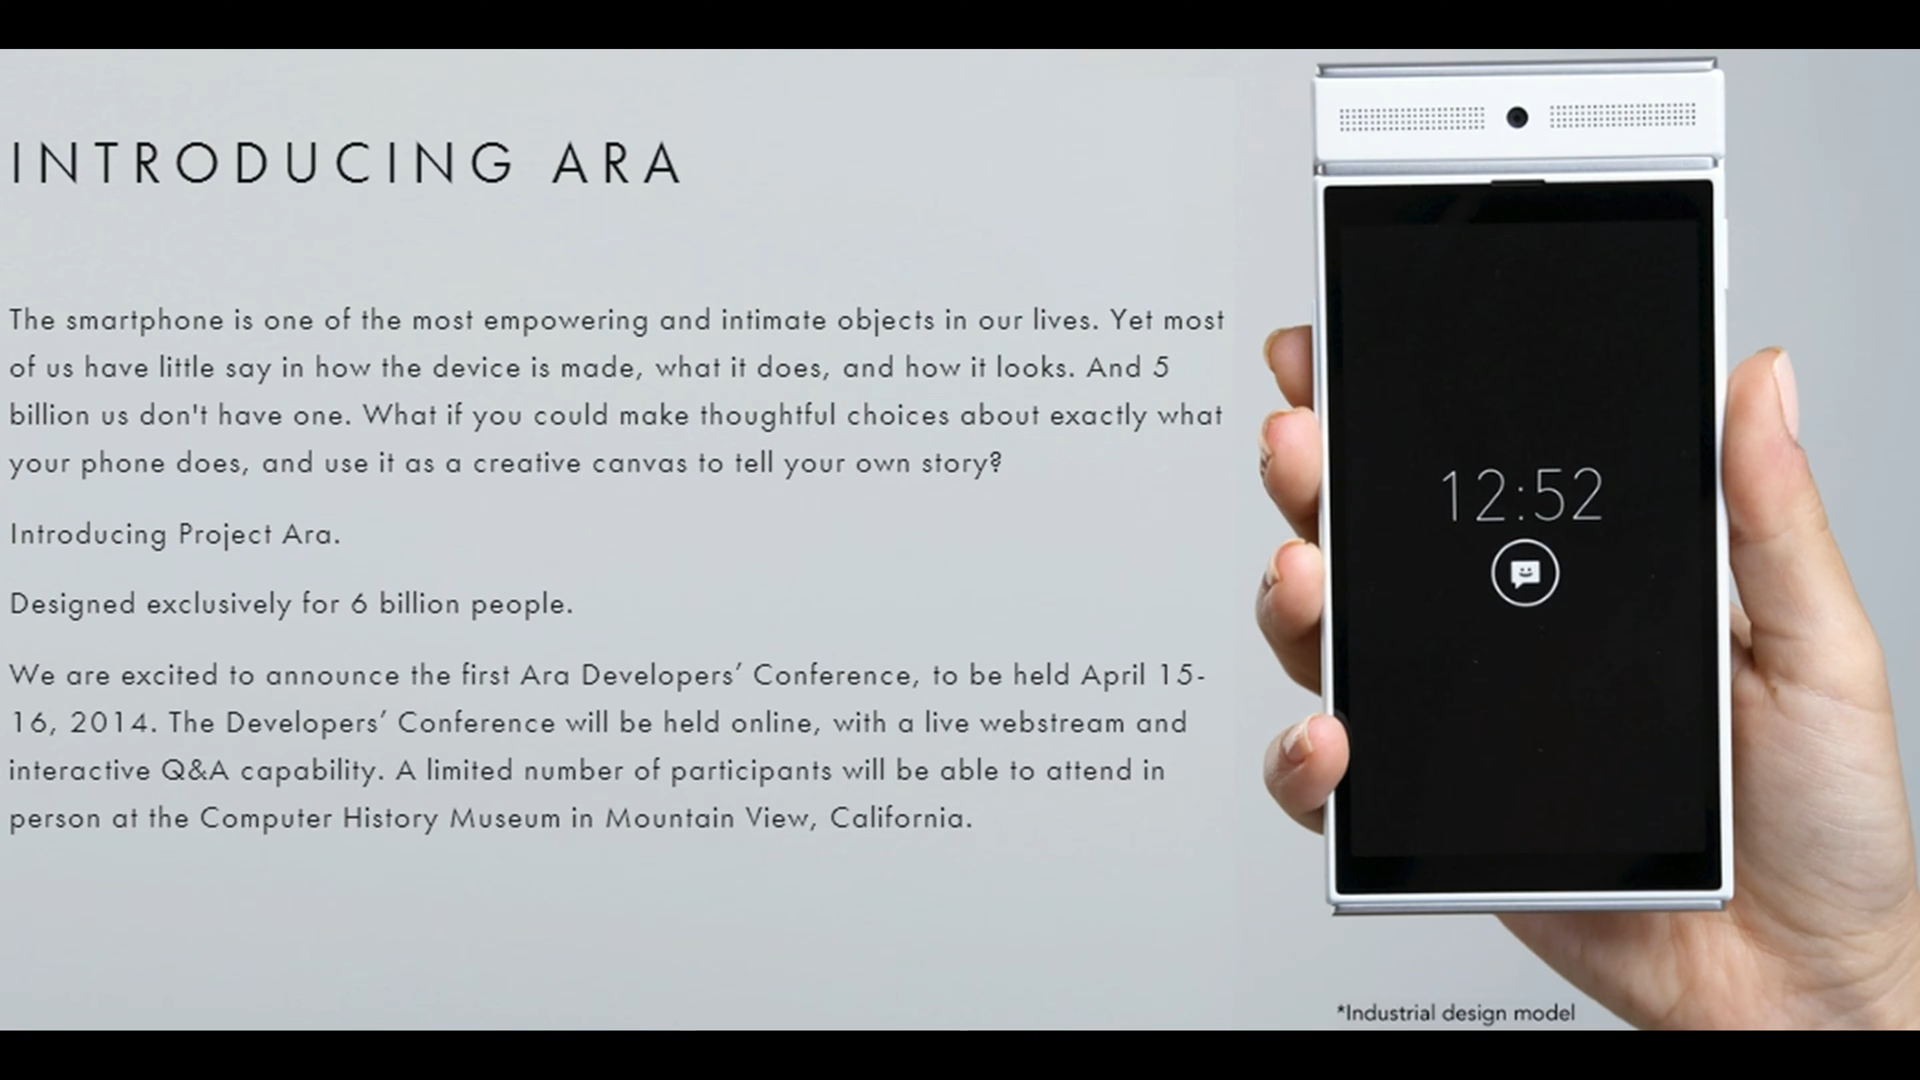 INTRODUCING ARA
The smartphone is one of the most empowering and intimate objects in our lives. Yet most
of us have little say in how the device is made, what it does, and how it looks. And 5
billion us don't have one. What if you could make thoughtful choices about exactly what
your phone does, and use it as a creative canvas to tell your own story?
Introducing Project Ara.
Designed exclusively for 6 billion people.
We are excited to announce the first Ara Developers’ Conference, to be held April 15-
16, 2014. The Developers’ Conference will be held online, with a live webstream and
interactive Q&A capability. A limited number of participants will be able to attend in
person at the Computer History Museum in Mountain View, California.
12:52
*Industrial design model